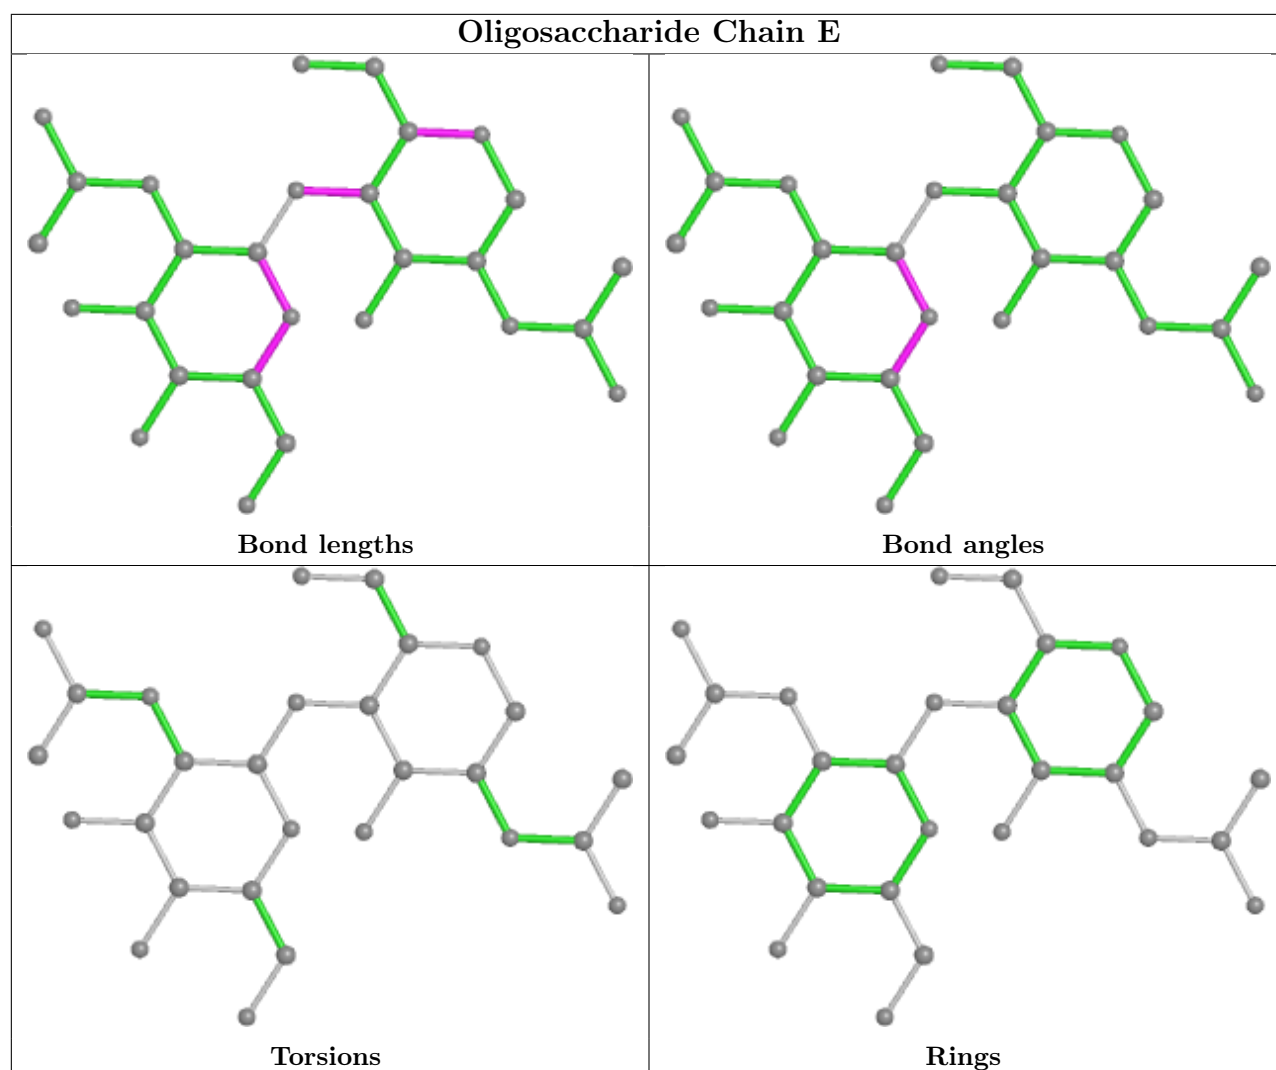 Oligosaccharide Chain E
Bond lengths
Bond angles
Torsions
Rings